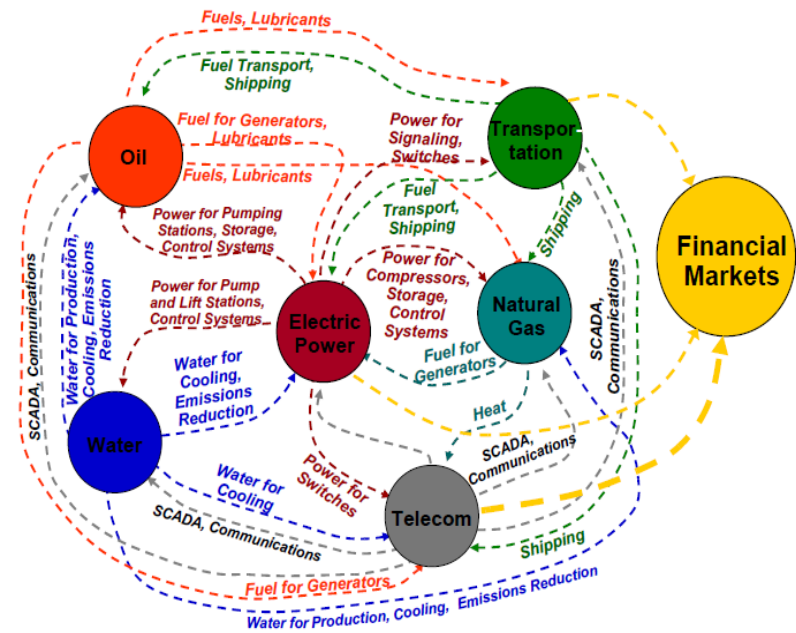 Fuels, Lubricants
Fuel Transport,
Shipping
Transpor-
tation
Oil
Fuel for Generators,
Lubricants
Power for
Signaling,
Switches
Fuels, Lubricants
Fuel
Transport,
Shipping
Shipping
Power for Pumping
Stations, Storage,
Control Systems
Financial
Markets
Power for
Compressors,
Storage,
Control
Systems
Power for Pump
and Lift Stations,
Control Systems
Electric
Power
Natural
Gas
SCADA,
Communications
SCADA, Communications
Water for Production,
Cooling, Emissions
Reduction
Fuel for
Generators
Water for
Cooling,
Emissions
Reduction
Heat
Water
SCADA,
Communications
Water for
Cooling
Power for
Switches
Telecom
SCADA, Communications
Shipping
Fuel for Generators
Water for Production, Cooling, Emissions Reduction